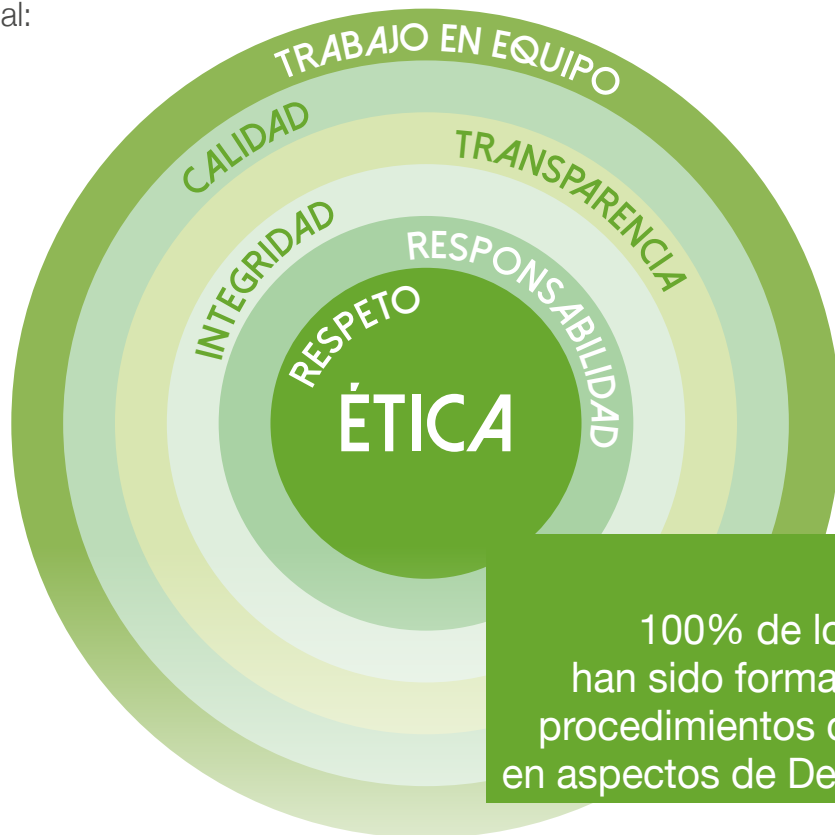 al:
TRABAJO EN EQUIPO
CALIDAD
TRANSPARENCIA
INTEGRIDAD
RESPONSABILIDAD
RESPETO
ÉTICA
100% de lo
han sido forma
procedimientos
en aspectos de De